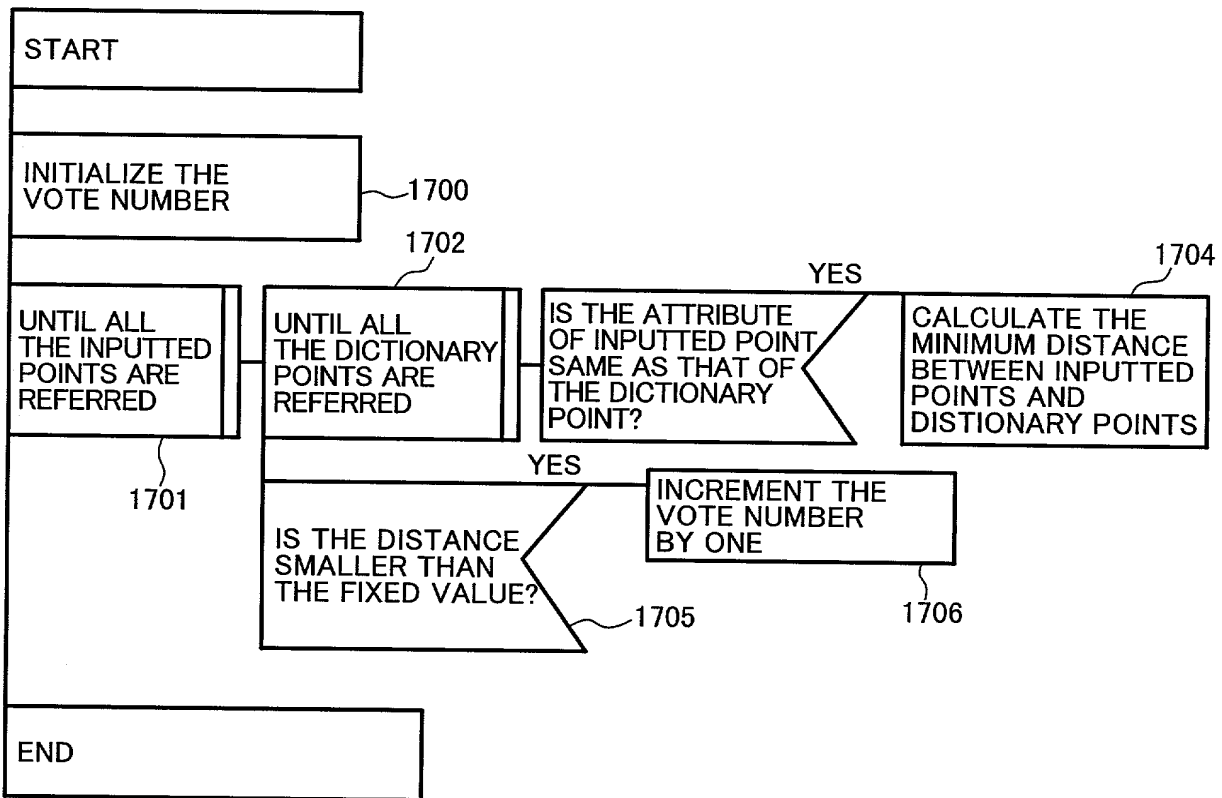 START
INITIALIZE THE
VOTE NUMBER
1700
1702
UNTIL ALL
THE INPUTTED
POINTS ARE
REFERRED
1701
UNTIL ALL
THE DICTIONARY
POINTS ARE
REFERRED
IS THE ATTRIBUTE
OF INPUTTED POINT
SAME AS THAT OF
THE DICTIONARY
POINT?
YES
1704
CALCULATE THE
MINIMUM DISTANCE
BETWEEN INPUTTED
POINTS AND
DISTIONARY POINTS
IS THE DISTANCE
SMALLER THAN
THE FIXED VALUE?
1705
YES
INCREMENT THE
VOTE NUMBER
BY ONE
1706
END